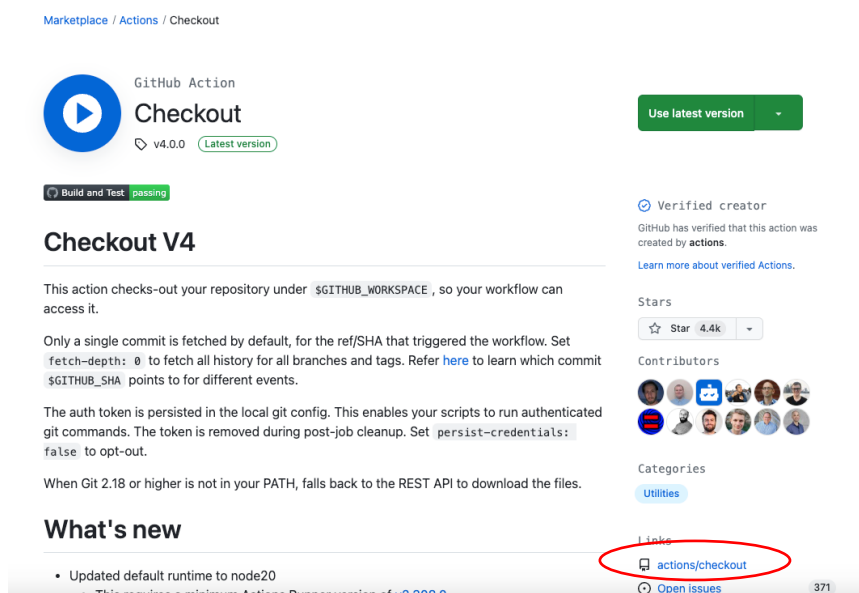 Marketplace / Actions / Checkout
GitHub Action
Checkout
v4.0.0 Latest version
Use latest version
Build and Test passing
Checkout V4
This action checks-out your repository under $GITHUB_WORKSPACE, so your workflow can
access it.
Only a single commit is fetched by default, for the ref/SHA that triggered the workflow. Set
fetch-depth: 0 to fetch all history for all branches and tags. Refer here to learn which commit
$GITHUB_SHA points to for different events.
The auth token is persisted in the local git config. This enables your scripts to run authenticated
git commands. The token is removed during post-job cleanup. Set persist-credentials:
false to opt-out.
When Git 2.18 or higher is not in your PATH, falls back to the REST API to download the files.
What's new
Updated default runtime to node20
This requires a minimum Actions Runner version of
Verified creator
GitHub has verified that this action was
created by actions.
Learn more about verified Actions.
Stars
Star 4.4k
Contributors
Categories
Utilities
Links
actions/checkout
Open issues 371